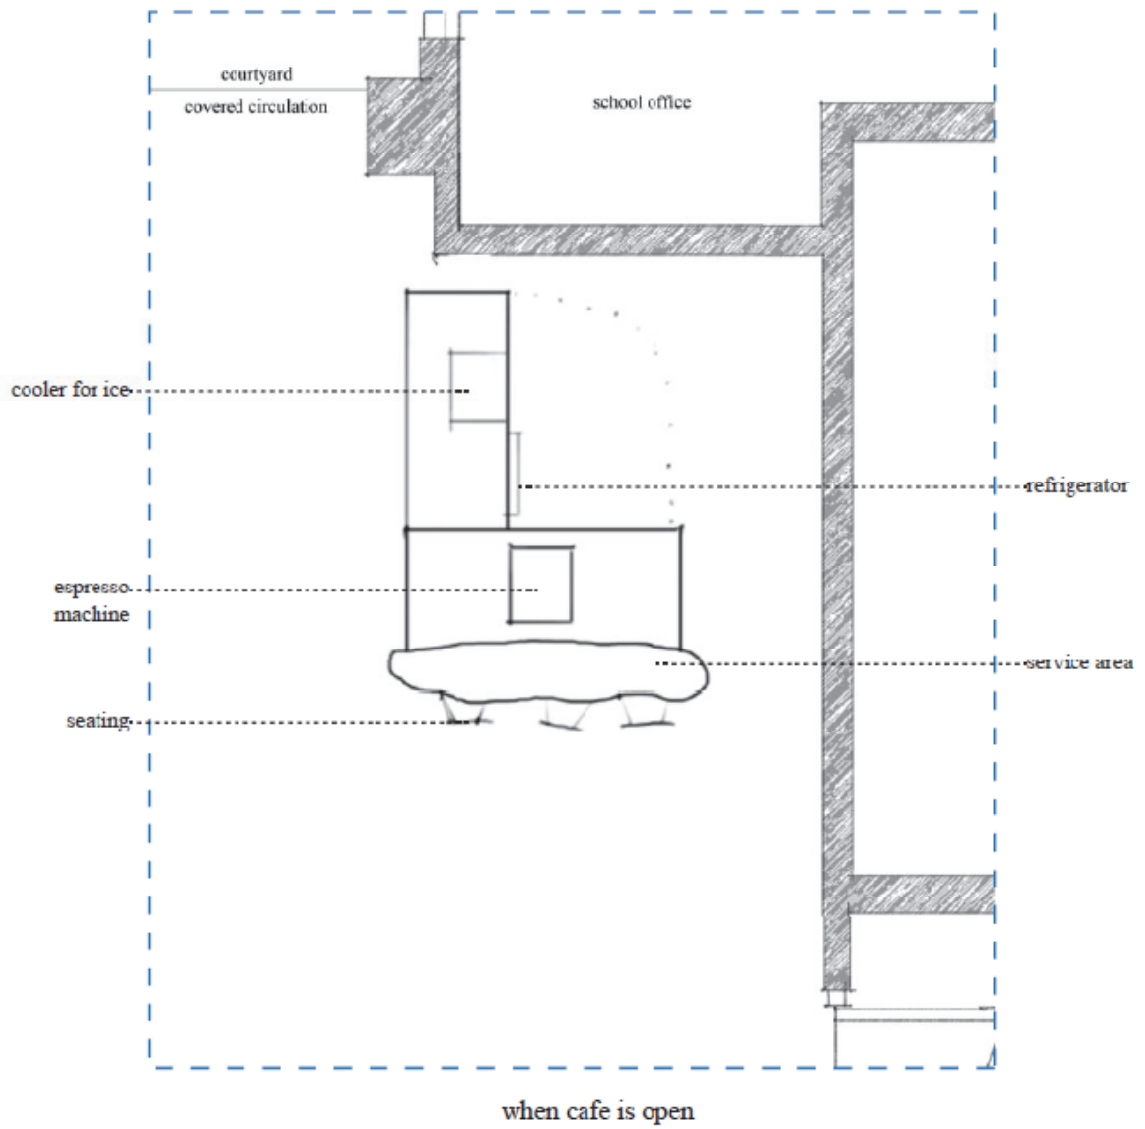 courtyard
covered circulation
school office
cooler for ice
refrigerator
espresso
machine
service area
seating
when cafe is open